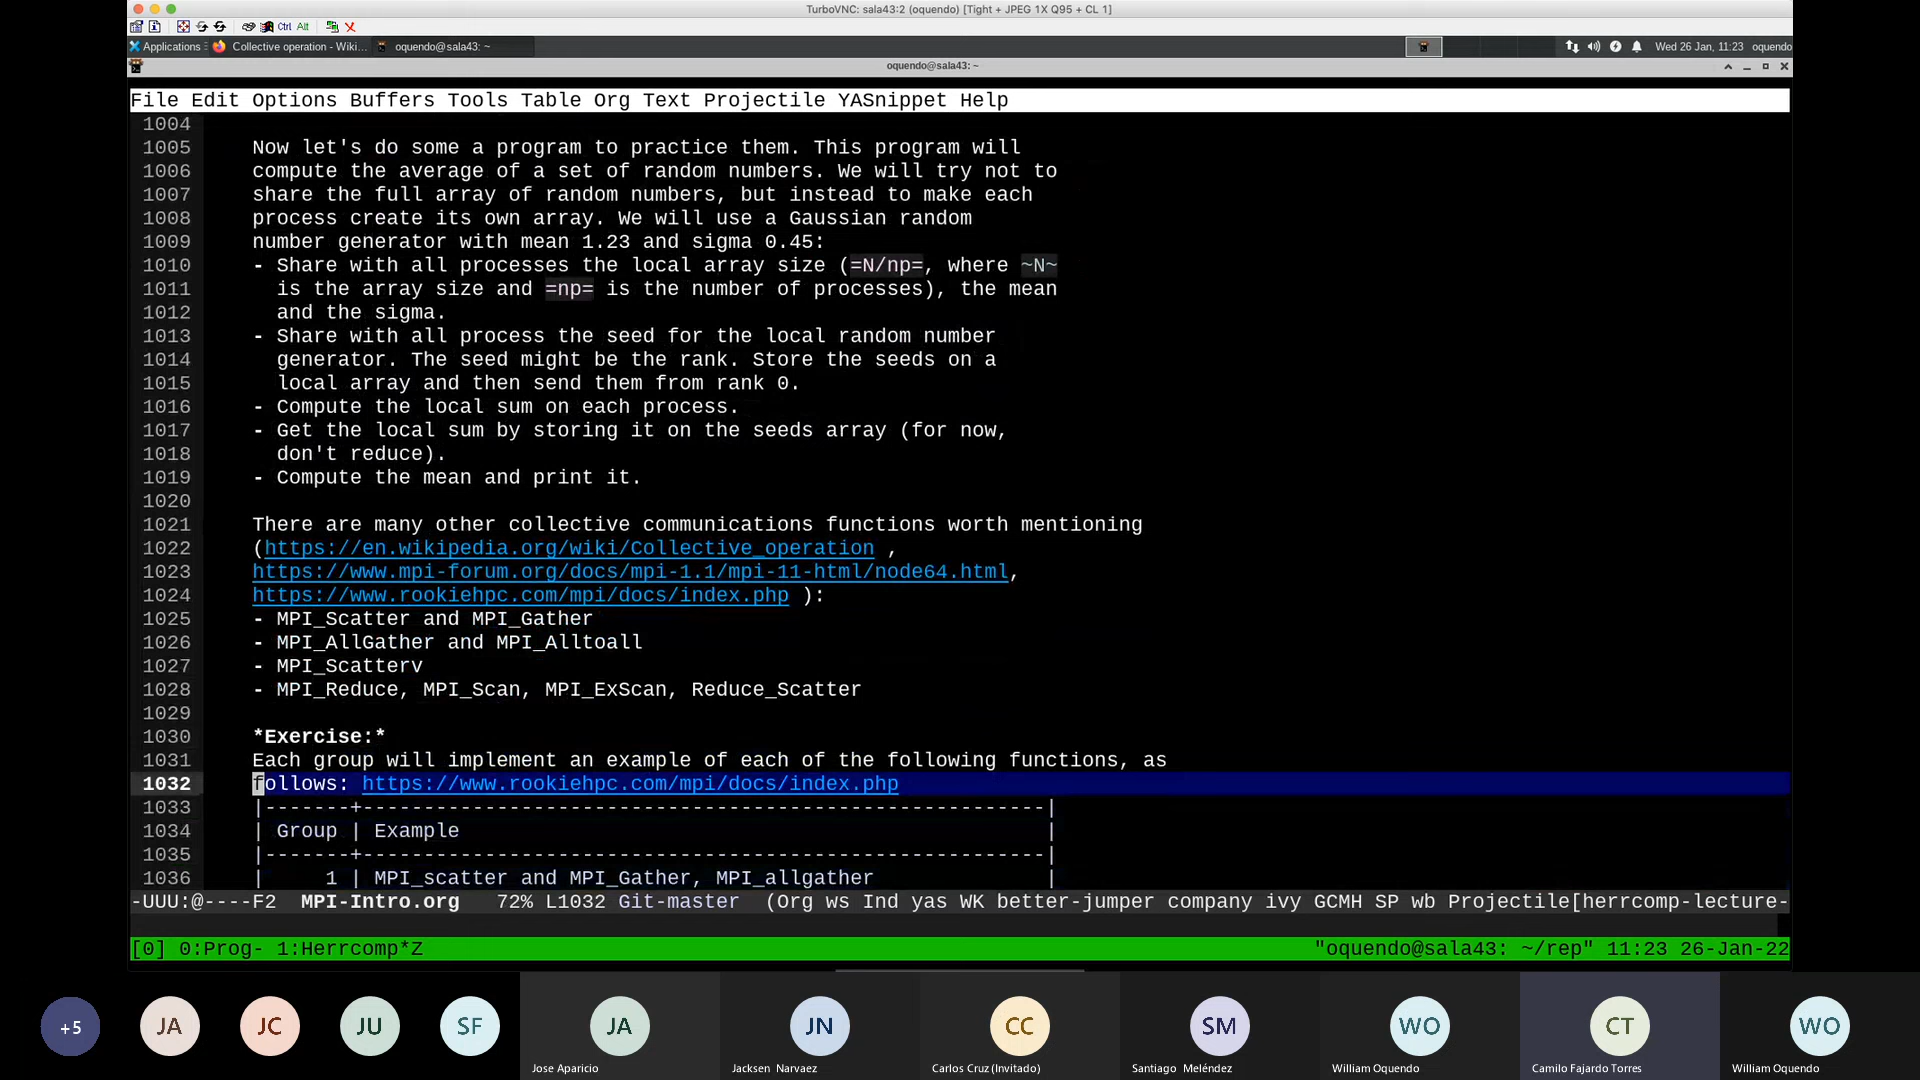 TurboVNC: sala43:2 (oquendo) [Tight + JPEG 1X Q95 + CL 1]
Ctrl Alt
Applications Collective operation - Wiki... oquendo@sala43: ~ Wed 26 Jan, 11:23 oquendo
oquendo@sala43: ~
File Edit Options Buffers Tools Table Org Text Projectile YASnippet Help
1004
1005 Now let's do some a program to practice them. This program will
1006 compute the average of a set of random numbers. We will try not to
1007 share the full array of random numbers, but instead to make each
1008 process create its own array. We will use a Gaussian random
1009 number generator with mean 1.23 and sigma 0.45:
1010 - Share with all processes the local array size (=N/np=, where ~N~
1011 is the array size and =np= is the number of processes), the mean
1012 and the sigma.
1013 - Share with all process the seed for the local random number
1014 generator. The seed might be the rank. Store the seeds on a
1015 local array and then send them from rank 0.
1016 - Compute the local sum on each process.
1017 - Get the local sum by storing it on the seeds array (for now,
1018 don't reduce).
1019 - Compute the mean and print it.
1020
1021 There are many other collective communications functions worth mentioning
1022 (https://en.wikipedia.org/wiki/Collective_operation ,
1023 https://www.mpi-forum.org/docs/mpi-1.1/mpi-11-html/node64.html,
1024 https://www.rookiehpc.com/mpi/docs/index.php ):
1025 - MPI_Scatter and MPI_Gather
1026 - MPI_AllGather and MPI_Alltoall
1027 - MPI_Scatterv
1028 - MPI_Reduce, MPI_Scan, MPI_ExScan, Reduce_Scatter
1029
1030 *Exercise:*
1031 Each group will implement an example of each of the following functions, as
1032 follows: https://www.rookiehpc.com/mpi/docs/index.php
1033 |-------+--------------------------------------------------------|
1034 | Group | Example |
1035 |-------+--------------------------------------------------------|
1036 | 1 | MPI_scatter and MPI_Gather, MPI_allgather |
-UUU:@----F2 MPI-Intro.org 72% L1032 Git-master (Org ws Ind yas WK better-jumper company ivy GCMH SP wb Projectile[herrcomp-lecture-
[0] 0:Prog- 1:Herrcomp*Z "oquendo@sala43: ~/rep" 11:23 26-Jan-22
+5 JA JC JU SF JA JN CC SM WO CT WO
Jose Aparicio Jacksen Narvaez Carlos Cruz (Invitado) Santiago Meléndez William Oquendo Camilo Fajardo Torres William Oquendo